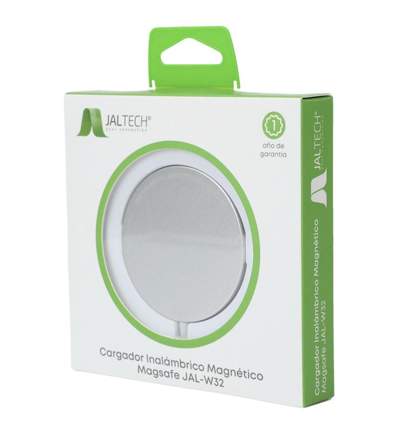 JALTECH®
1
año de
garantía
Cargador Inalámbrico Magnético
Magsafe JAL-W32
JALTECH®
Cargador Inalámbrico Magnético
Magsafe JAL-W32